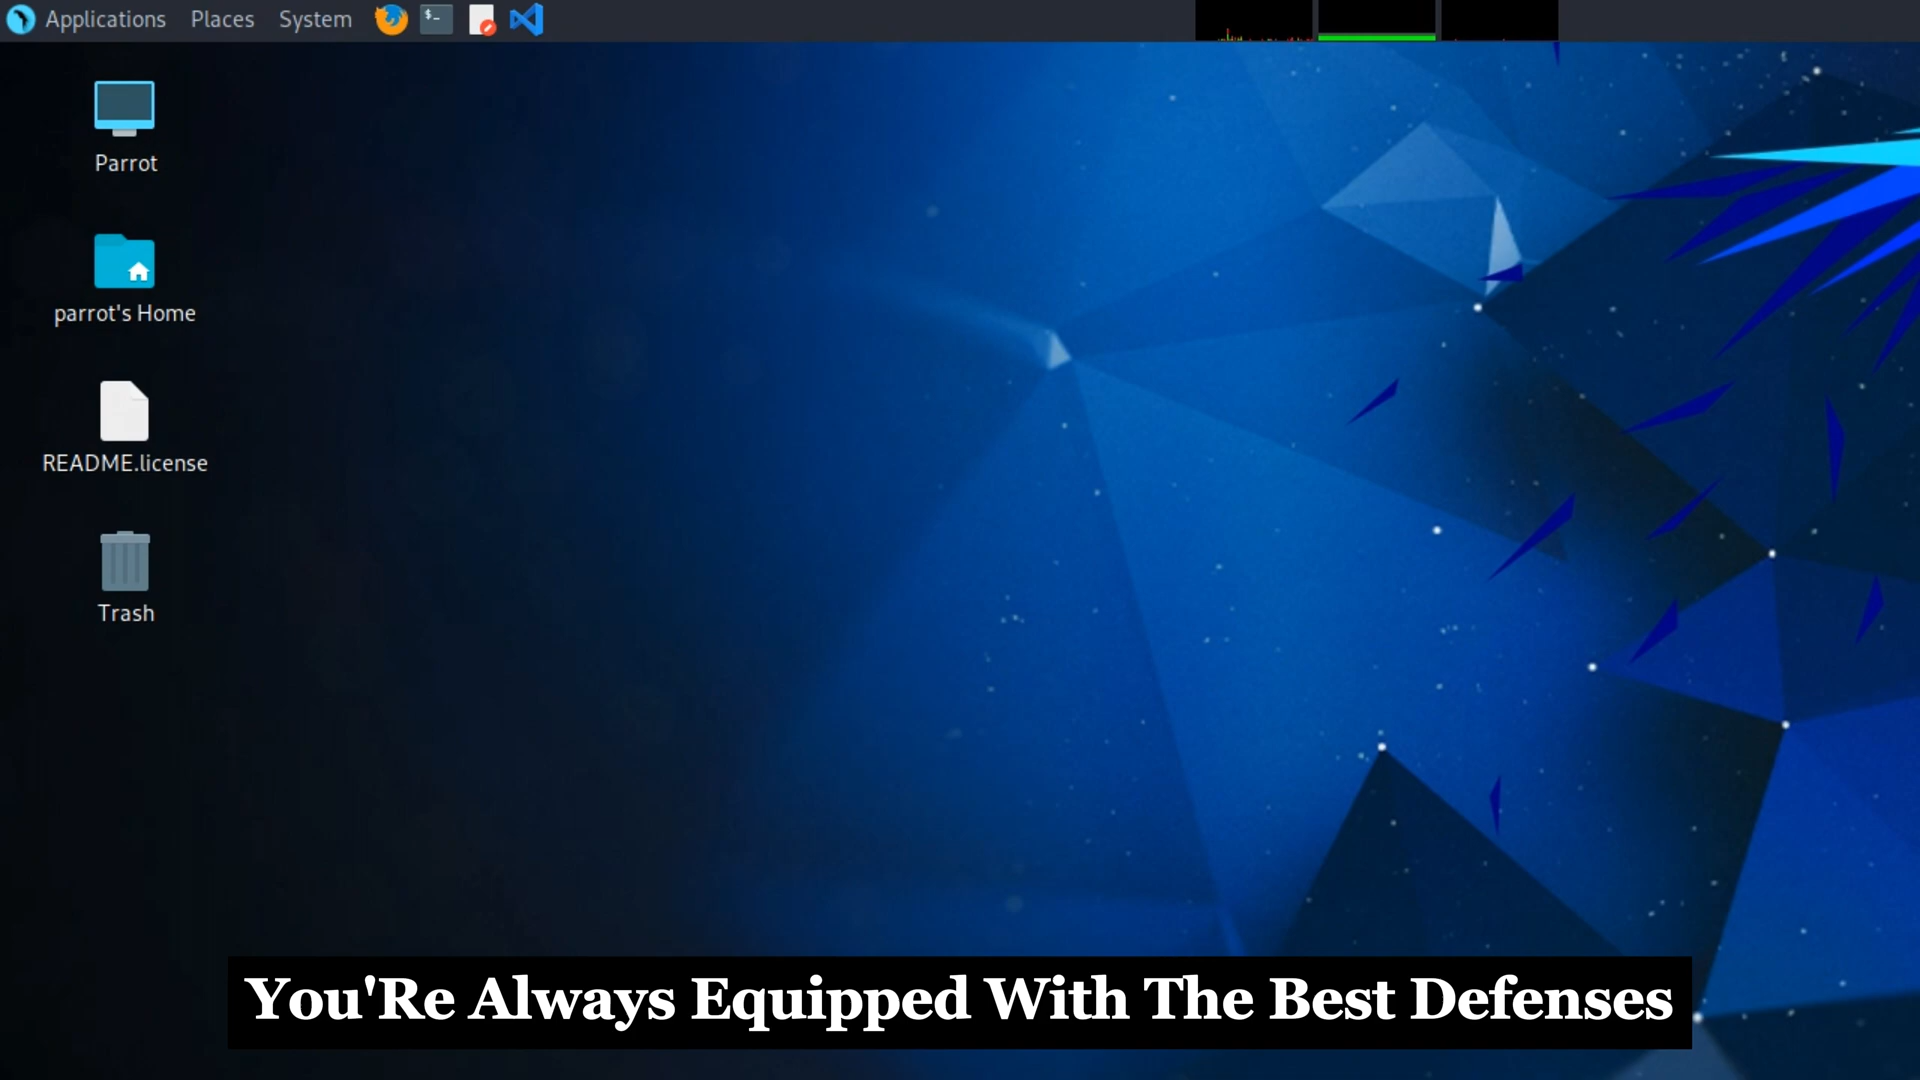 Applications Places System
$-
Parrot
parrot's Home
README.license
Trash
You'Re Always Equipped With The Best Defenses